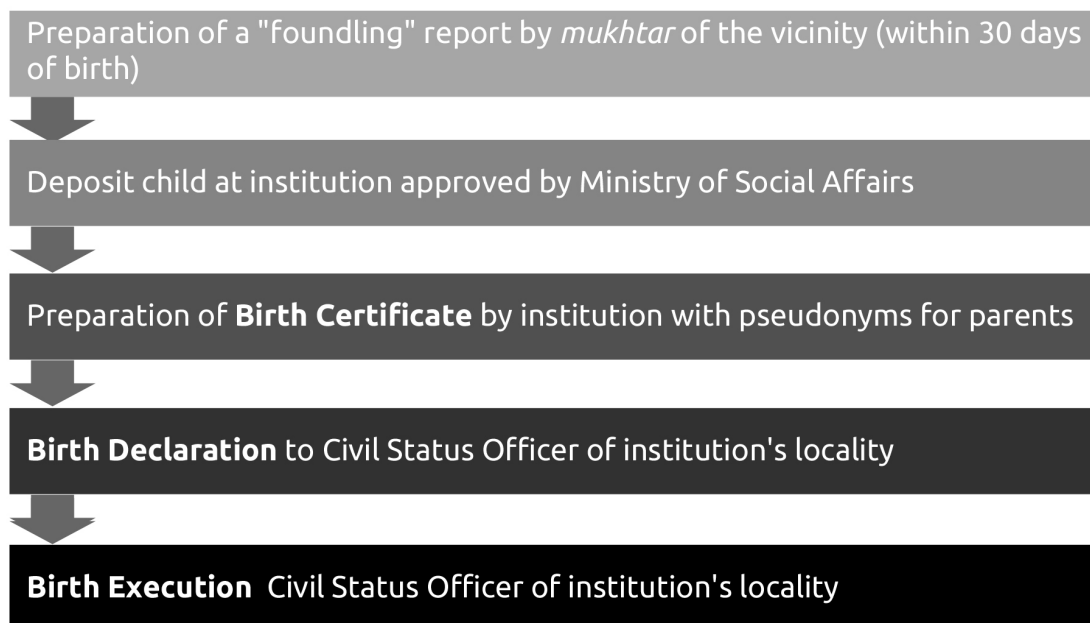 Preparation of a "foundling" report by mukhtar of the vicinity (within 30 days
of birth)
Deposit child at institution approved by Ministry of Social Affairs
Preparation of Birth Certificate by institution with pseudonyms for parents
Birth Declaration to Civil Status Officer of institution's locality
Birth Execution  Civil Status Officer of institution's locality